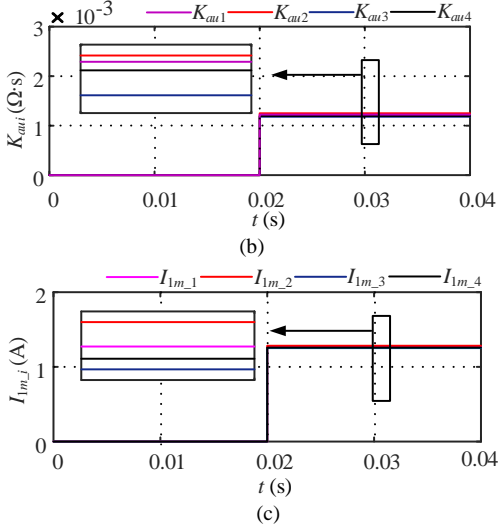 × 10⁻³
K_au1 K_au2 K_au3 K_au4
3
2
1
0
K_aui (Ω·s)
0 0.01 0.02 0.03 0.04
t (s)
(b)
I_1m_1 I_1m_2 I_1m_3 I_1m_4
2
1
0
I_1m_i (A)
0 0.01 0.02 0.03 0.04
t (s)
(c)